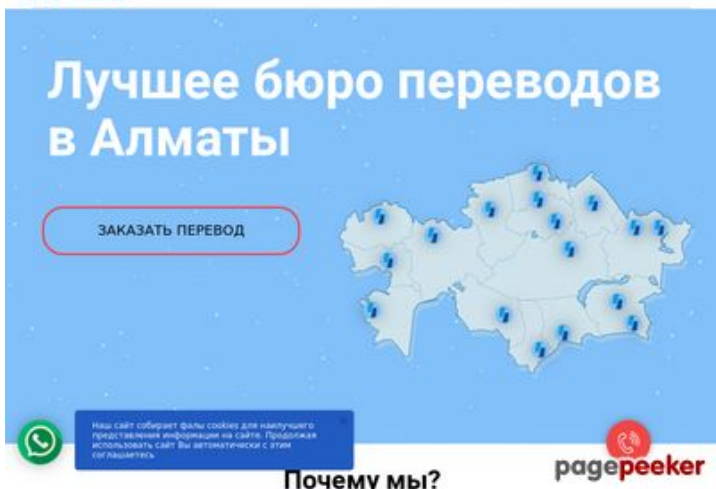 Лучшее бюро переводов
в Алматы
ЗАКАЗАТЬ ПЕРЕВОД
Наш сайт собирает фалы cookies для наилучшего
представления информации на сайте. Продолжая
использовать сайт Вы автоматически с этим
соглашаетесь
Почему мы?
pagepeeker